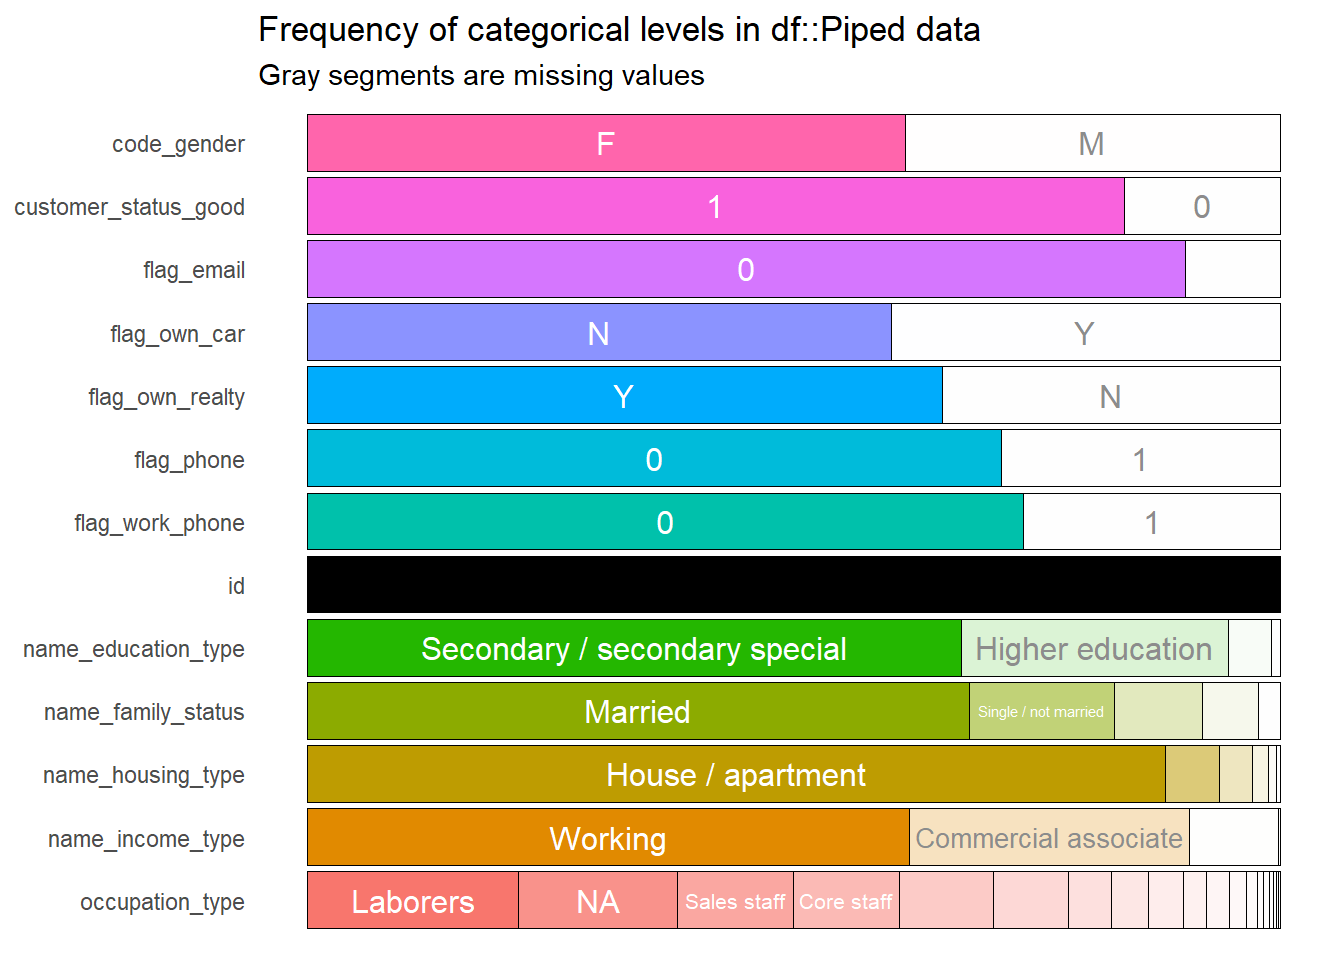 Frequency of categorical levels in df::Piped data
Gray segments are missing values
code_gender F M
customer_status_good 1 0
flag_email 0
flag_own_car N Y
flag_own_realty Y N
flag_phone 0 1
flag_work_phone 0 1
id
name_education_type Secondary / secondary special Higher education
name_family_status Married Single / not married
name_housing_type House / apartment
name_income_type Working Commercial associate
occupation_type Laborers NA Sales staff Core staff